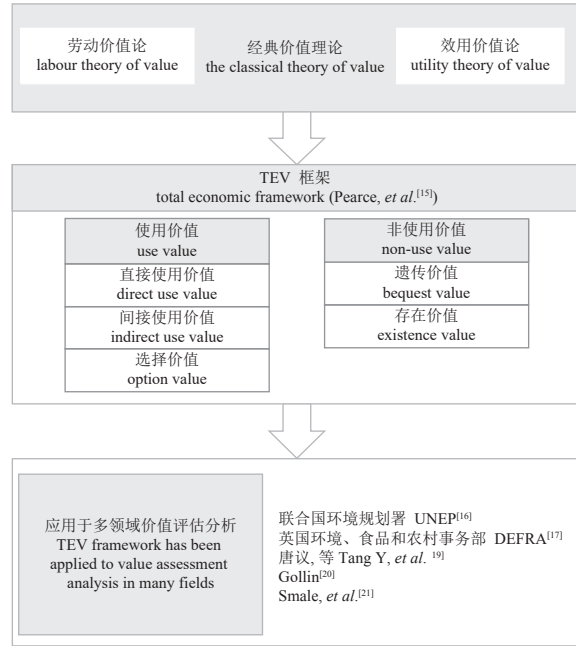 劳动价值论
labour theory of value
经典价值理论
the classical theory of value
效用价值论
utility theory of value
TEV 框架
total economic framework (Pearce, et al.[15])
使用价值
use value
直接使用价值
direct use value
间接使用价值
indirect use value
选择价值
option value
非使用价值
non-use value
遗传价值
bequest value
存在价值
existence value
应用于多领域价值评估分析
TEV framework has been
applied to value assessment
analysis in many fields
联合国环境规划署 UNEP[16]
英国环境、食品和农村事务部 DEFRA[17]
唐议, 等 Tang Y, et al. 19]
Gollin[20]
Smale, et al.[21]